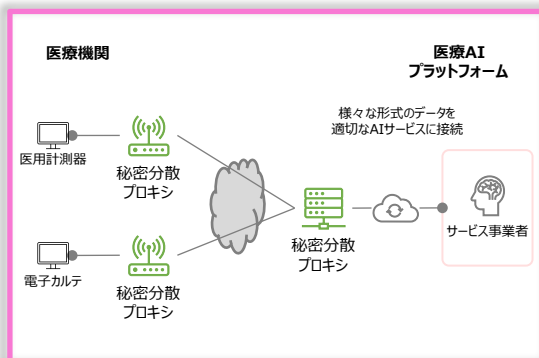 医療機関
医療AI
プラットフォーム
様々な形式のデータを
適切なAIサービスに接続
医用計測器
秘密分散
プロキシ
秘密分散
プロキシ
サービス事業者
電子カルテ
秘密分散
プロキシ